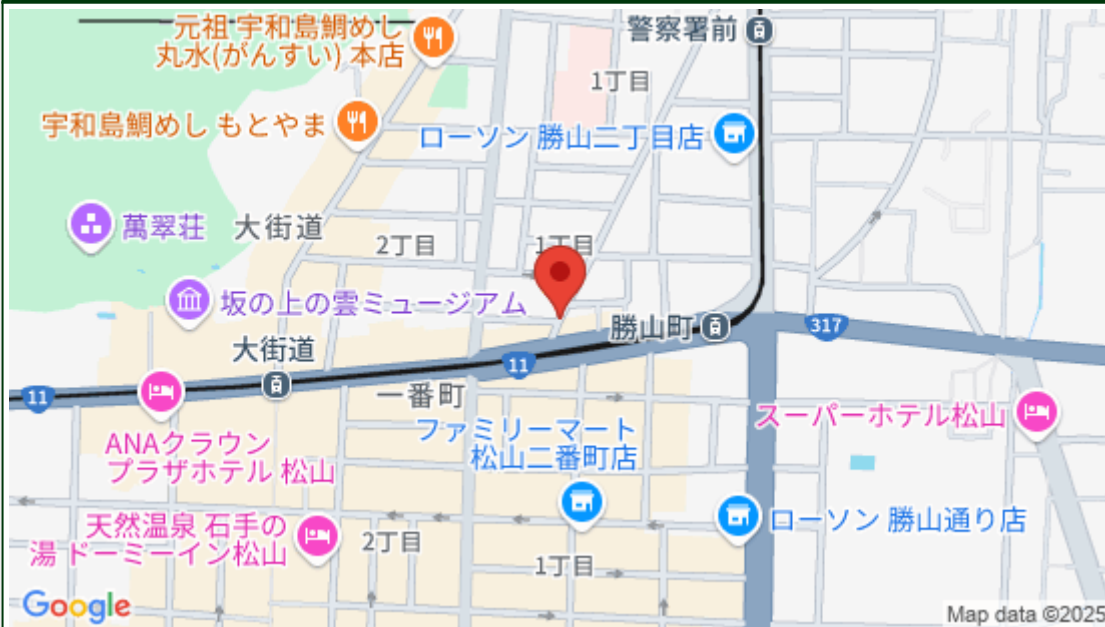 元祖 宇和島鯛めし
丸水(がんすい) 本店
警察署前
1丁目
宇和島鯛めし もとやま
ローソン 勝山二丁目店
萬翠荘
大街道
2丁目
1丁目
坂の上の雲ミュージアム
勝山町
317
大街道
11
11
一番町
ANAクラウン
プラザホテル 松山
ファミリーマート
松山二番町店
スーパーホテル松山
天然温泉 石手の
湯 ドーミーイン松山
2丁目
ローソン 勝山通り店
1丁目
Google
Map data ©2025